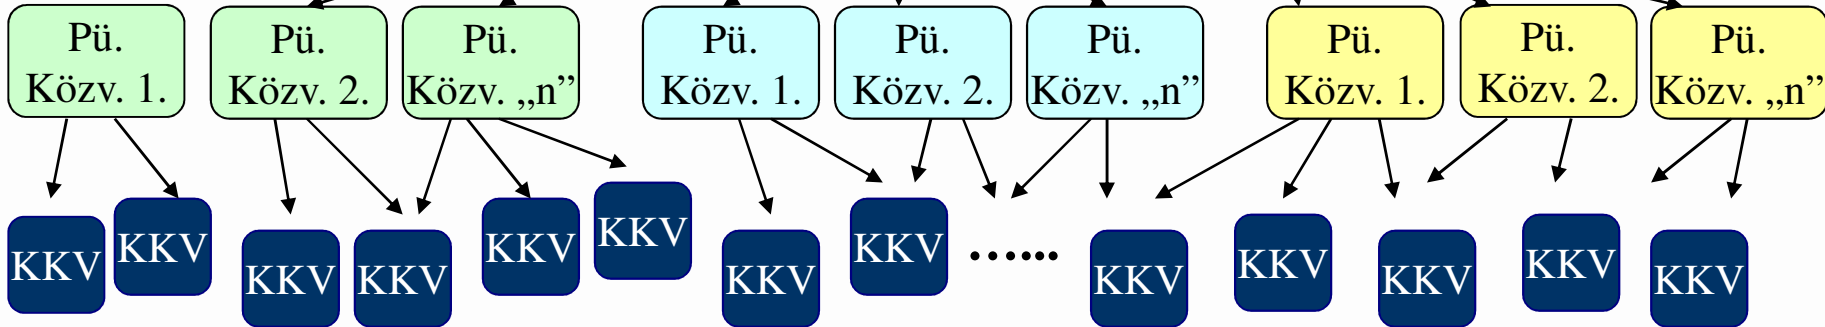 Pü.
Közv. 1.
Pü.
Közv. 2.
Pü.
Közv. „n”
Pü.
Közv. 1.
Pü.
Közv. 2.
Pü.
Közv. „n”
Pü.
Közv. 1.
Pü.
Közv. 2.
Pü.
Közv. „n”
KKV
KKV
KKV
KKV
KKV
KKV
KKV
KKV
......
KKV
KKV
KKV
KKV
KKV